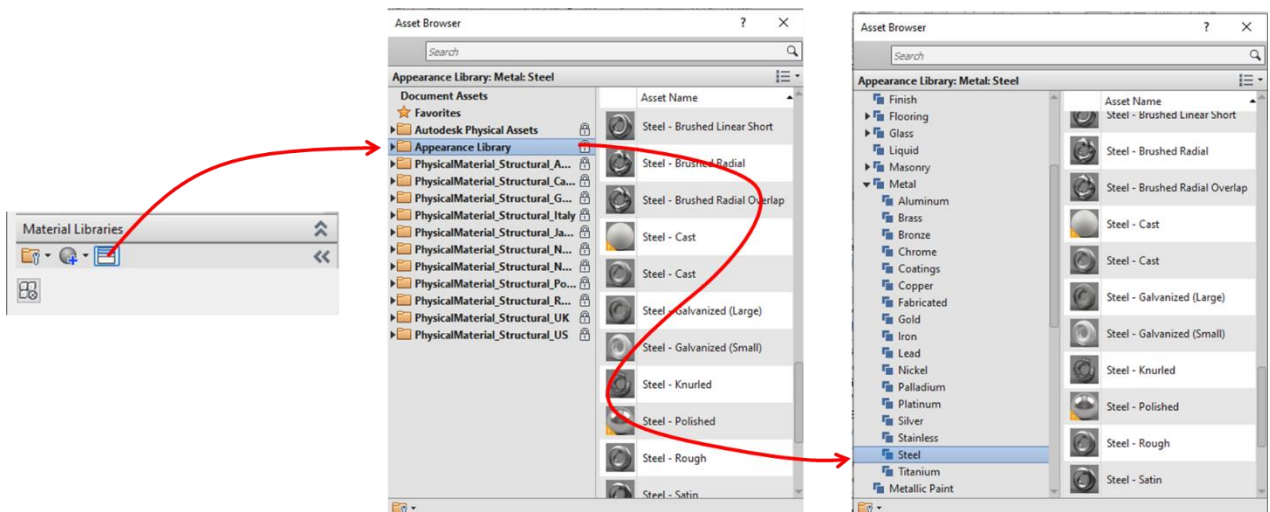 Material Libraries
Asset Browser
?
Search
Appearance Library: Metal: Steel
Document Assets
Favorites
Autodesk Physical Assets
Appearance Library
PhysicalMaterial_Structural_A...
PhysicalMaterial_Structural_Ca...
PhysicalMaterial_Structural_G...
PhysicalMaterial_Structural_Italy
PhysicalMaterial_Structural_Ja...
PhysicalMaterial_Structural_N...
PhysicalMaterial_Structural_N...
PhysicalMaterial_Structural_Po...
PhysicalMaterial_Structural_R...
PhysicalMaterial_Structural_UK
PhysicalMaterial_Structural_US
Asset Name
Steel - Brushed Linear Short
Steel - Brushed Radial
Steel - Brushed Radial Overlap
Steel - Cast
Steel - Cast
Steel - Galvanized (Large)
Steel - Galvanized (Small)
Steel - Knurled
Steel - Polished
Steel - Rough
Steel - Satin
Asset Browser
?
Search
Appearance Library: Metal: Steel
Finish
Flooring
Glass
Liquid
Masonry
Metal
Aluminum
Brass
Bronze
Chrome
Coatings
Copper
Fabricated
Gold
Iron
Lead
Nickel
Palladium
Platinum
Silver
Stainless
Steel
Titanium
Metallic Paint
Asset Name
Steel - Brushed Linear Short
Steel - Brushed Radial
Steel - Brushed Radial Overlap
Steel - Cast
Steel - Cast
Steel - Galvanized (Large)
Steel - Galvanized (Small)
Steel - Knurled
Steel - Polished
Steel - Rough
Steel - Satin